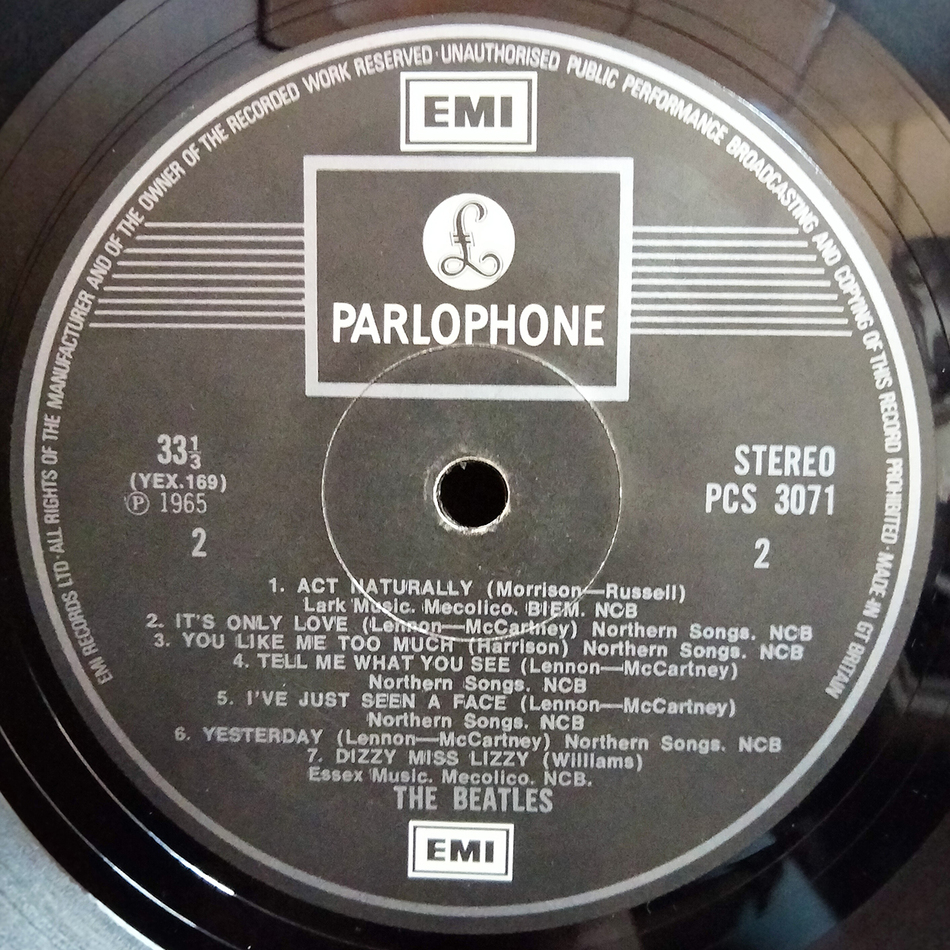 EMI RECORDS LTD · ALL RIGHTS OF THE MANUFACTURER AND OF THE OWNER OF THE RECORDED WORK RESERVED · UNAUTHORISED PUBLIC PERFORMANCE BROADCASTING AND COPYING OF THIS RECORD PROHIBITED · MADE IN GT BRITAIN
EMI
£
PARLOPHONE
33⅓
(YEX.169)
Ⓟ 1965
2
STEREO
PCS 3071
2
1. ACT NATURALLY (Morrison—Russell)
Lark Music. Mecolico. BIEM. NCB
2. IT'S ONLY LOVE (Lennon—McCartney) Northern Songs. NCB
3. YOU LIKE ME TOO MUCH (Harrison) Northern Songs. NCB
4. TELL ME WHAT YOU SEE (Lennon—McCartney)
Northern Songs. NCB
5. I'VE JUST SEEN A FACE (Lennon—McCartney)
Northern Songs. NCB
6. YESTERDAY (Lennon—McCartney) Northern Songs. NCB
7. DIZZY MISS LIZZY (Williams)
Essex Music. Mecolico. NCB.
THE BEATLES
EMI